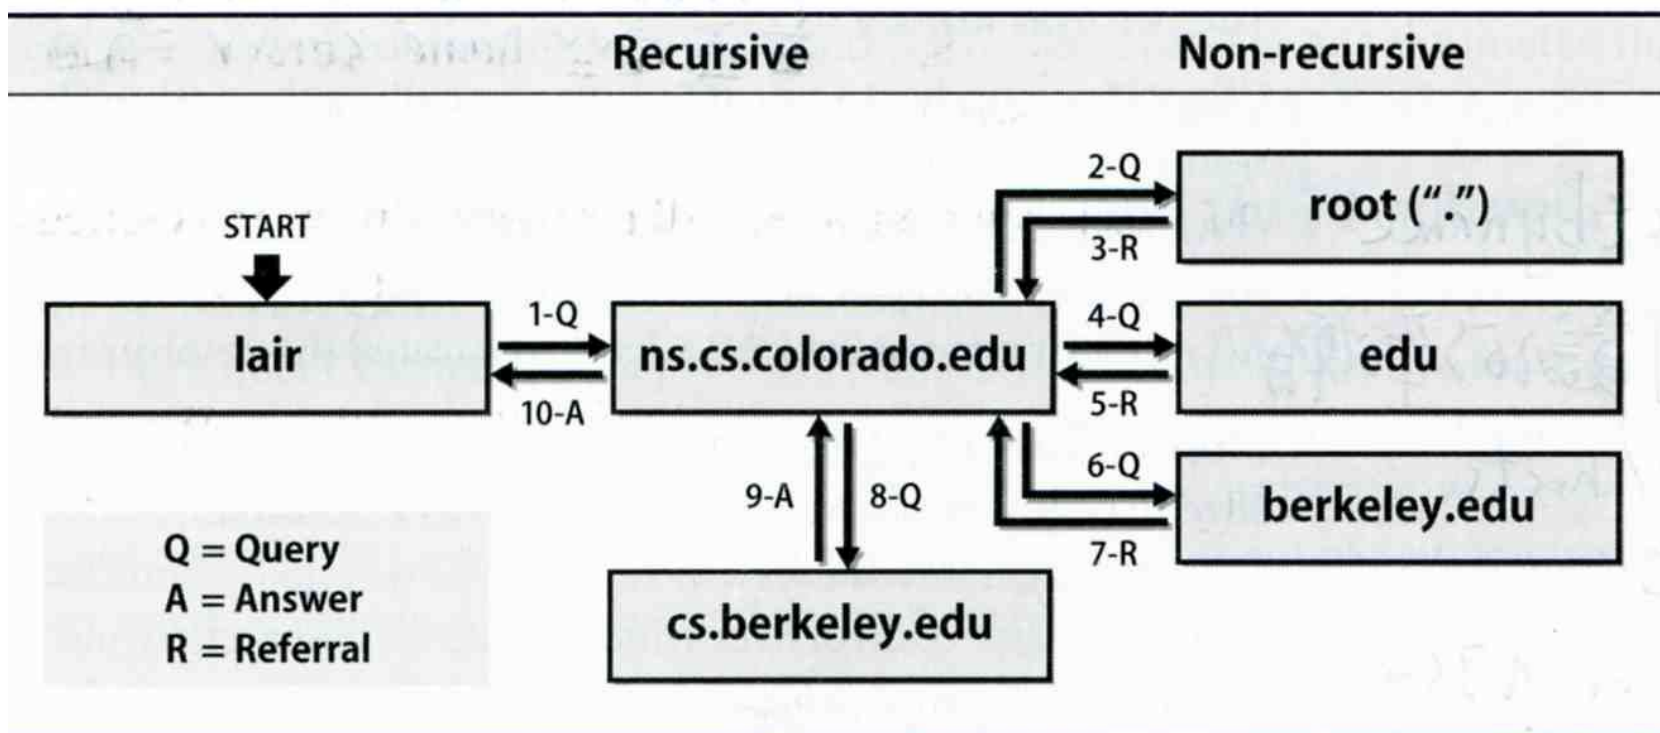 Recursive Non-recursive
2-Q
root (“.”)
START
3-R
1-Q
4-Q
lair
ns.cs.colorado.edu
edu
10-A
5-R
6-Q
9-A
8-Q
berkeley.edu
7-R
Q = Query
A = Answer
R = Referral
cs.berkeley.edu